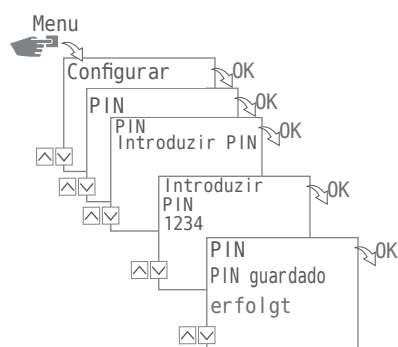 Menu
Configurar
OK
PIN
OK
PIN
Introduzir PIN
OK
Introduzir
PIN
1234
OK
PIN
PIN guardado
erfolgt
OK